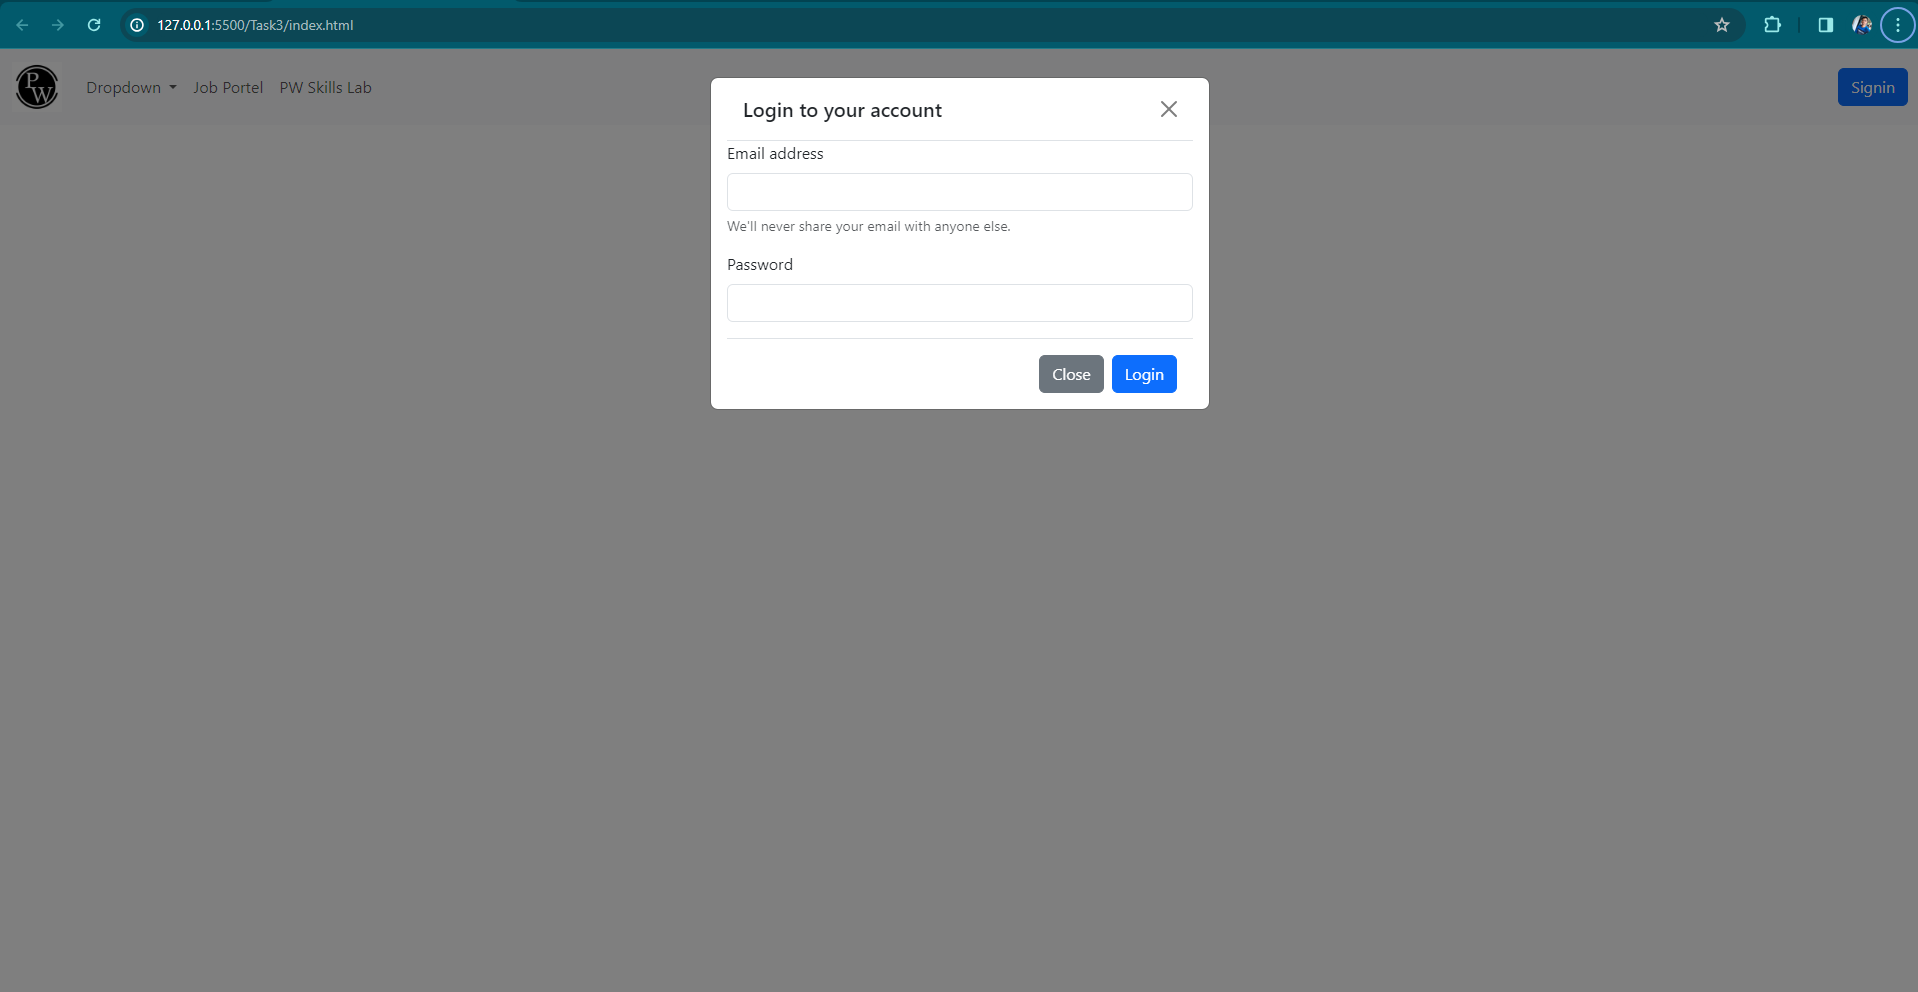 127.0.0.1:5500/Task3/index.html
PW
Dropdown Job Portel PW Skills Lab
Signin
Login to your account
Email address
We'll never share your email with anyone else.
Password
Close Login